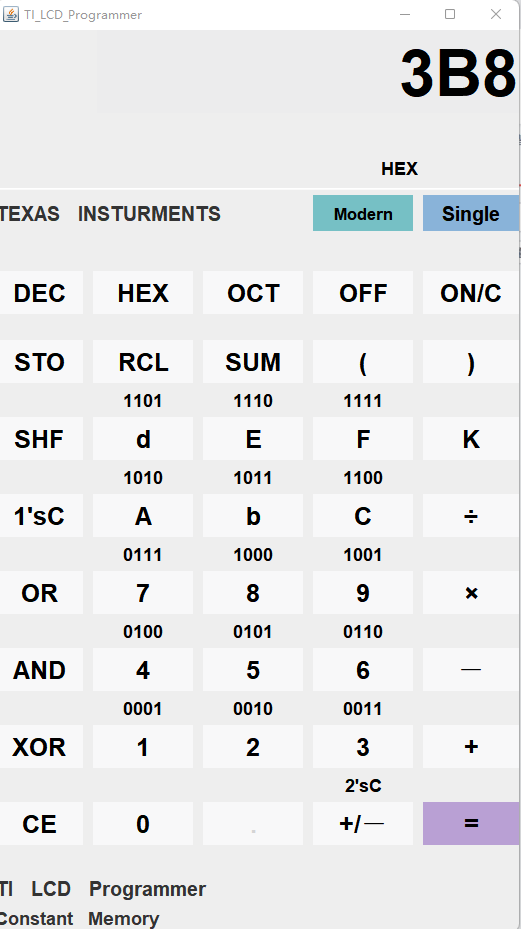 TI_LCD_Programmer
3B8
HEX
TEXAS INSTURMENTS Modern Single
DEC HEX OCT OFF ON/C
STO RCL SUM ( )
1101 1110 1111
SHF d E F K
1010 1011 1100
1'sC A b C ÷
0111 1000 1001
OR 7 8 9 ×
0100 0101 0110
AND 4 5 6 —
0001 0010 0011
XOR 1 2 3 +
2'sC
CE 0 . +/— =
TI LCD Programmer
Constant Memory